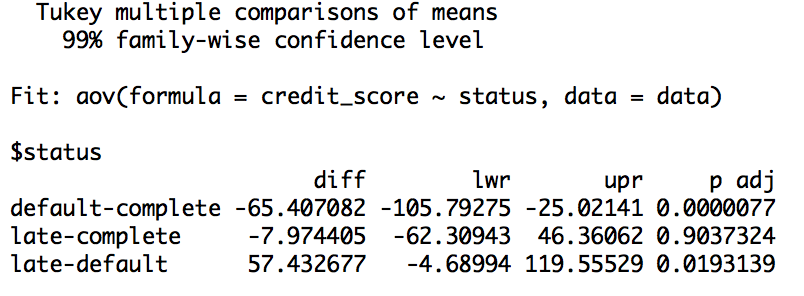 Tukey multiple comparisons of means
99% family-wise confidence level
Fit: aov(formula = credit_score ~ status, data = data)
$status
diff lwr upr p adj
default-complete -65.407082 -105.79275 -25.02141 0.0000077
late-complete -7.974405 -62.30943 46.36062 0.9037324
late-default 57.432677 -4.68994 119.55529 0.0193139